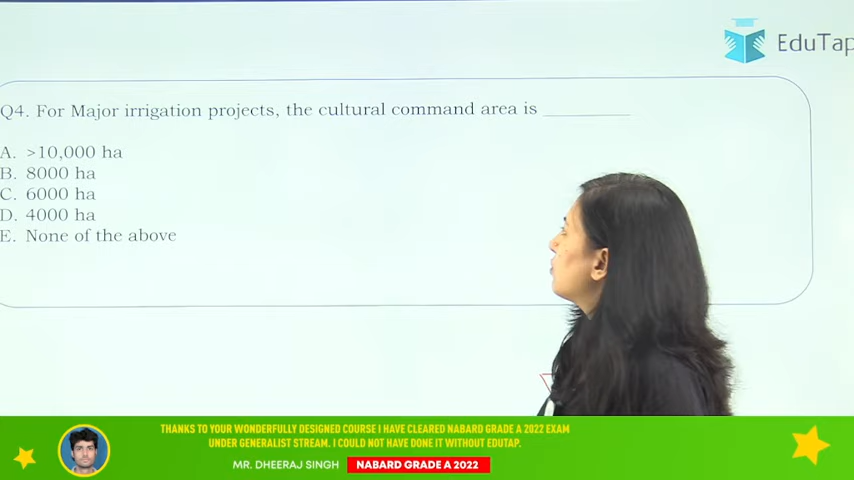 EduTap
Q4. For Major irrigation projects, the cultural command area is ________
A. >10,000 ha
B. 8000 ha
C. 6000 ha
D. 4000 ha
E. None of the above
THANKS TO YOUR WONDERFULLY DESIGNED COURSE I HAVE CLEARED NABARD GRADE A 2022 EXAM
UNDER GENERALIST STREAM. I COULD NOT HAVE DONE IT WITHOUT EDUTAP.
MR. DHEERAJ SINGH NABARD GRADE A 2022